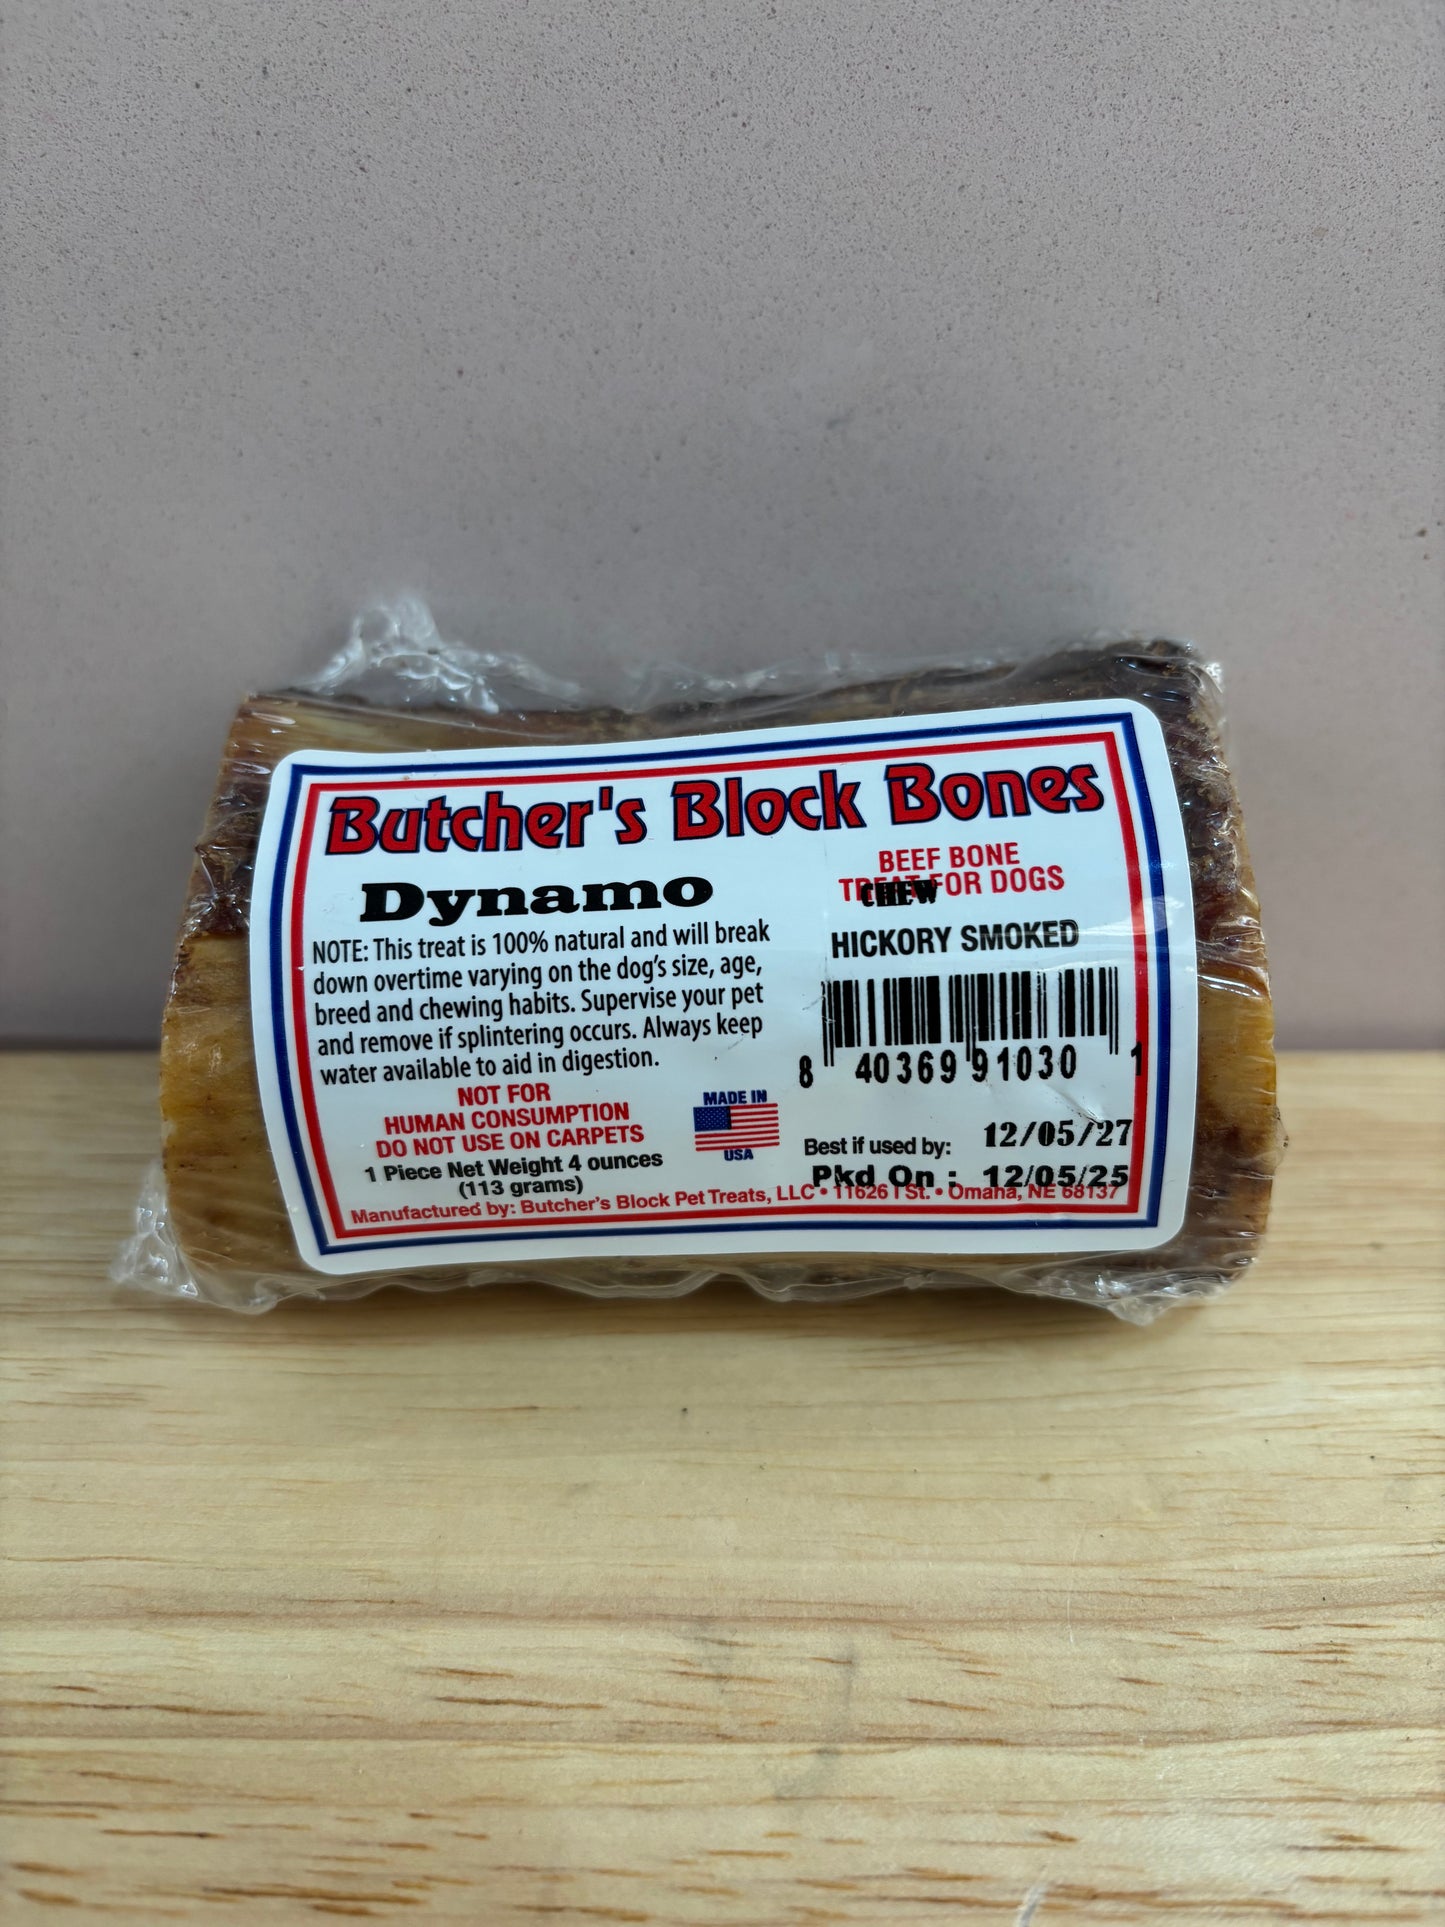 Butcher's Block Bones
Dynamo
NOTE: This treat is 100% natural and will break
down overtime varying on the dog's size, age,
breed and chewing habits. Supervise your pet
and remove if splintering occurs. Always keep
water available to aid in digestion.
NOT FOR
HUMAN CONSUMPTION
DO NOT USE ON CARPETS
1 Piece Net Weight 4 ounces
(113 grams)
MADE IN
USA
BEEF BONE
TREAT FOR DOGS
CHEW
HICKORY SMOKED
8 40369 91030 1
Best if used by: 12/05/27
Pkd On : 12/05/25
Manufactured by: Butcher's Block Pet Treats, LLC • 11626 I St. • Omaha, NE 68137